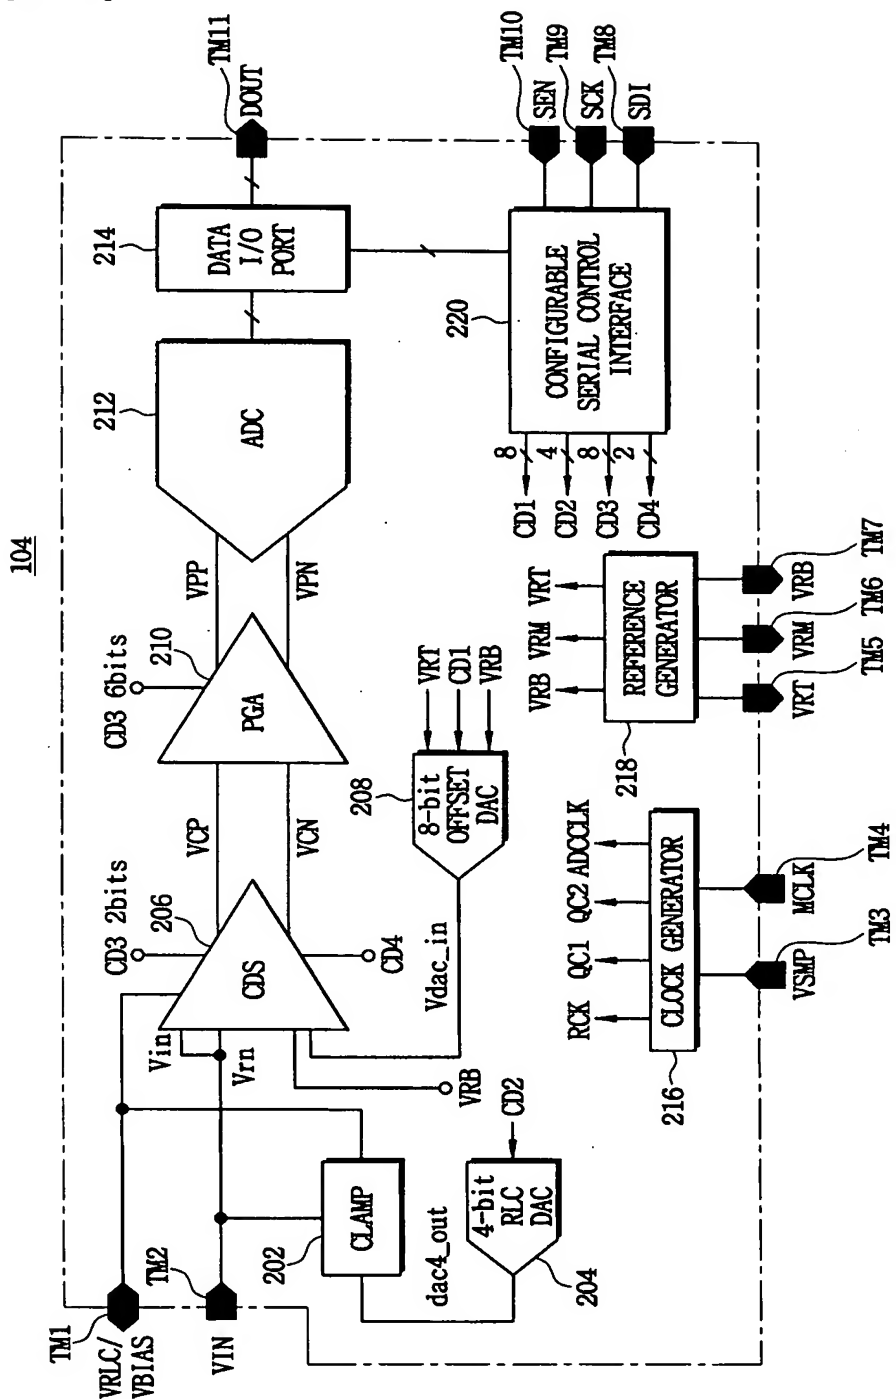 104
TM1
VRLC/
VBIAS
TM2
VIN
202
CLAMP
dac4_out
4-bit
RLC
DAC
204
CD2
Vin
Vrn
VRB
CDS
206
CD3 2bits
CD4
Vdac_in
VCP
VCN
208
8-bit
OFFSET
DAC
VRT
CD1
VRB
PGA
210
CD3 6bits
VPP
VPN
212
ADC
214
DATA
I/O
PORT
TM11
DOUT
TM10
SEN
TM9
SCK
TM8
SDI
220
CONFIGURABLE
SERIAL CONTROL
INTERFACE
8
4
8
2
CD1
CD2
CD3
CD4
RCK
QC1
QC2
ADCCLK
216
CLOCK GENERATOR
VSMP
TM3
MCLK
TM4
VRB
VRM
VRT
218
REFERENCE
GENERATOR
VRT
TM5
VRM
TM6
VRB
TM7